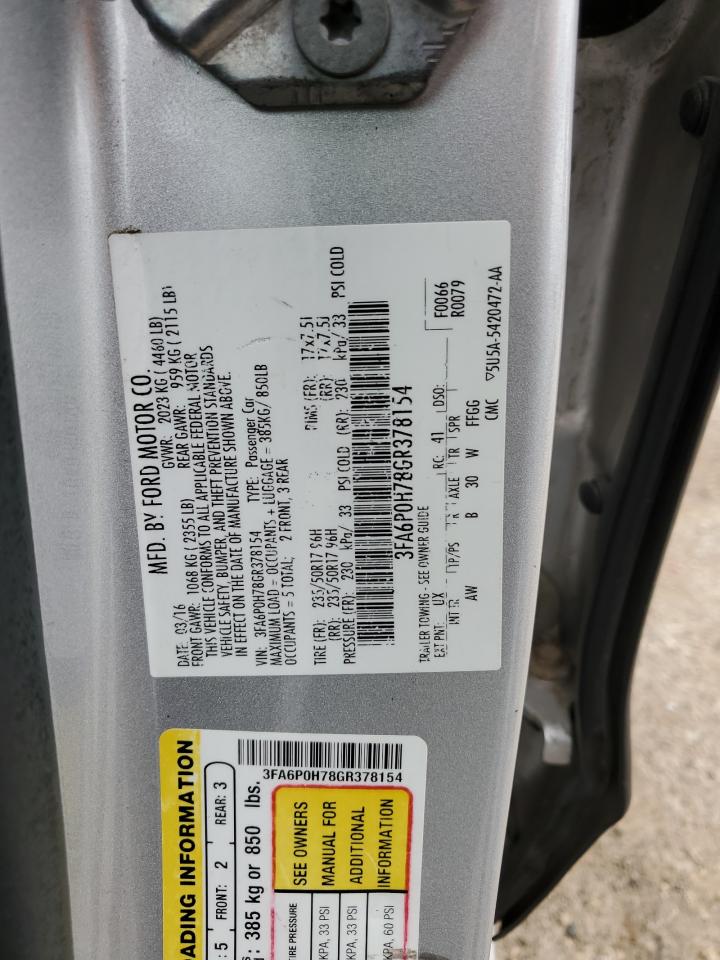 MFD. BY FORD MOTOR CO.
DATE: 03/16 GVWR: 2023 KG ( 4460 LB)
FRONT GAWR: 1068 KG ( 2355 LB) REAR GAWR: 959 KG ( 2115 LB)
THIS VEHICLE CONFORMS TO ALL APPLICABLE FEDERAL MOTOR
VEHICLE SAFETY, BUMPER, AND THEFT PREVENTION STANDARDS
IN EFFECT ON THE DATE OF MANUFACTURE SHOWN ABOVE.
VIN: 3FA6P0H78GR378154 TYPE: Passenger Car
MAXIMUM LOAD = OCCUPANTS + LUGGAGE = 385KG/ 850LB
OCCUPANTS = 5 TOTAL; 2 FRONT, 3 REAR
TIRE (FR): 235/50R17 96H RIMS (FR): 17x7.5J
(RR): 235/50R17 96H (RR): 17x7.5J
PRESSURE (FR): 230 kPa/ 33 PSI COLD (RR): 230 kPa/ 33 PSI COLD
3FA6P0H78GR378154
TRAILER TOWING - SEE OWNER GUIDE F0066
EXT PNT: UX RC: 41 DSO: R0079
INT TR TP/PS AXLE TR SPR
AW B 30 W FFGG
CMC ▽5U5A-5420472-AA
ADING INFORMATION
: 5 FRONT: 2 REAR: 3
: 385 kg or 850 lbs.
3FA6P0H78GR378154
TIRE PRESSURE
KPA, 33 PSI
KPA, 33 PSI
KPA, 60 PSI
SEE OWNERS
MANUAL FOR
ADDITIONAL
INFORMATION